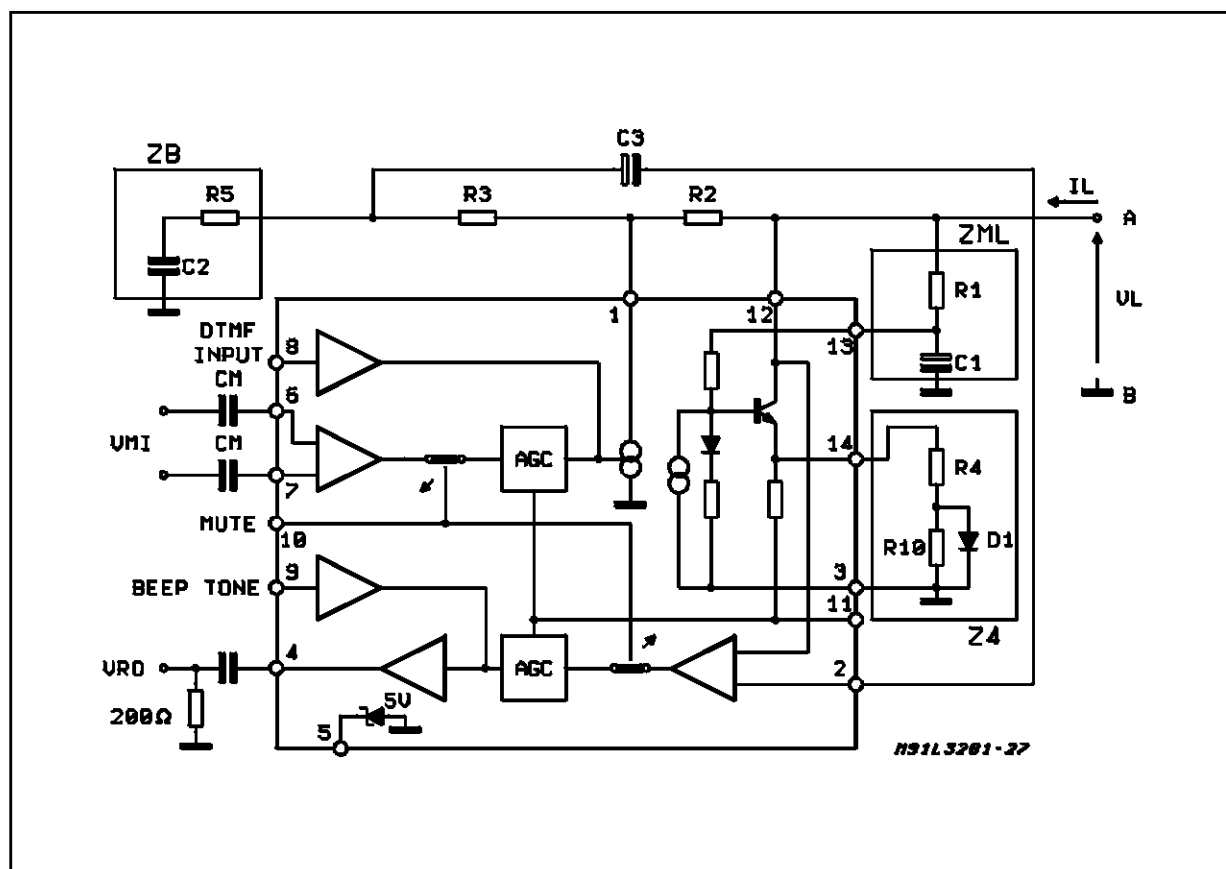 C3
ZB
R5
R3
R2
IL
A
C2
ZML
R1
VL
1
12
DTMF
INPUT
8
13
C1
CM
6
B
VMI
CM
14
AGC
R4
7
MUTE
10
R10
D1
9
3
BEEP TONE
11
Z4
4
AGC
VRO
2
5V
200Ω
5
M91L3201-27